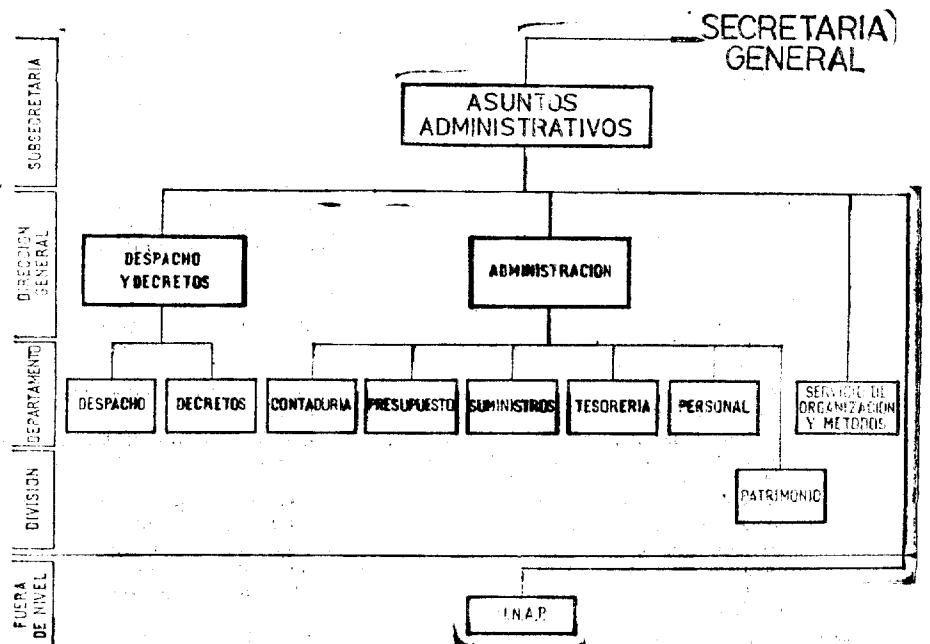 SECRETARIA
GENERAL
SUBSECRETARIA
ASUNTOS
ADMINISTRATIVOS
DIRECCION
GENERAL
DESPACHO
Y DECRETOS
ADMINISTRACION
DEPARTAMENTO
DESPACHO
DECRETOS
CONTADURIA
PRESUPUESTO
SUMINISTROS
TESORERIA
PERSONAL
SERVICIO DE
ORGANIZACION
Y METODOS
DIVISION
PATRIMONIO
FUERA
DE NIVEL
I.N.A.P.